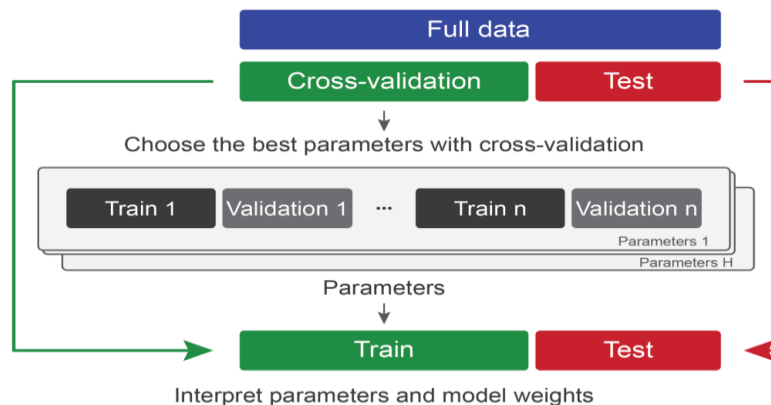 Full data
Cross-validation Test
Choose the best parameters with cross-validation
Train 1 Validation 1 ... Train n Validation n
Parameters 1
Parameters H
Parameters
Train Test
Interpret parameters and model weights